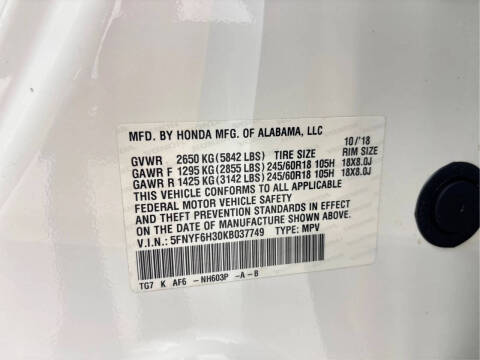 MFD. BY HONDA MFG. OF ALABAMA, LLC 10/'18
GVWR 2650 KG(5842 LBS) TIRE SIZE RIM SIZE
GAWR F 1295 KG(2855 LBS) 245/60R18 105H 18X8.0J
GAWR R 1425 KG(3142 LBS) 245/60R18 105H 18X8.0J
THIS VEHICLE CONFORMS TO ALL APPLICABLE
FEDERAL MOTOR VEHICLE SAFETY
AND THEFT PREVENTION STANDARDS IN EFFECT
ON THE DATE OF MANUFACTURE SHOWN ABOVE.
V.I.N.: 5FNYF6H30KB037749 TYPE: MPV
TG7 K AF6 -NH603P -A-B